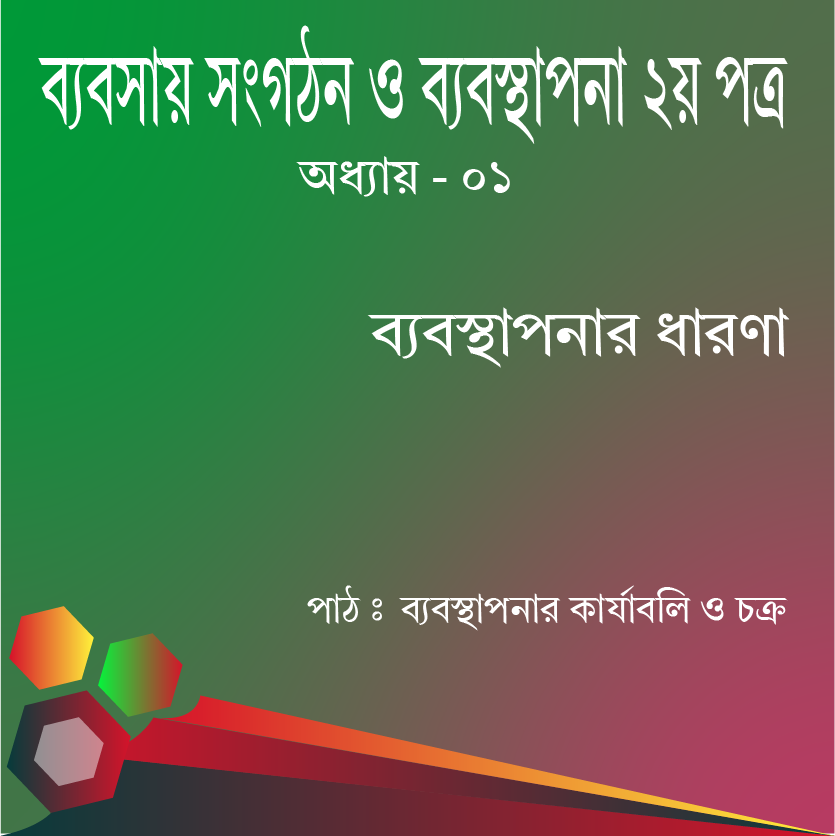 ব্যবসায় সংগঠন ও ব্যবস্থাপনা ২য় পত্র
অধ্যায় - ০১
ব্যবস্থাপনার ধারণা
পাঠ ঃ ব্যবস্থাপনার কার্যাবলি ও চক্র